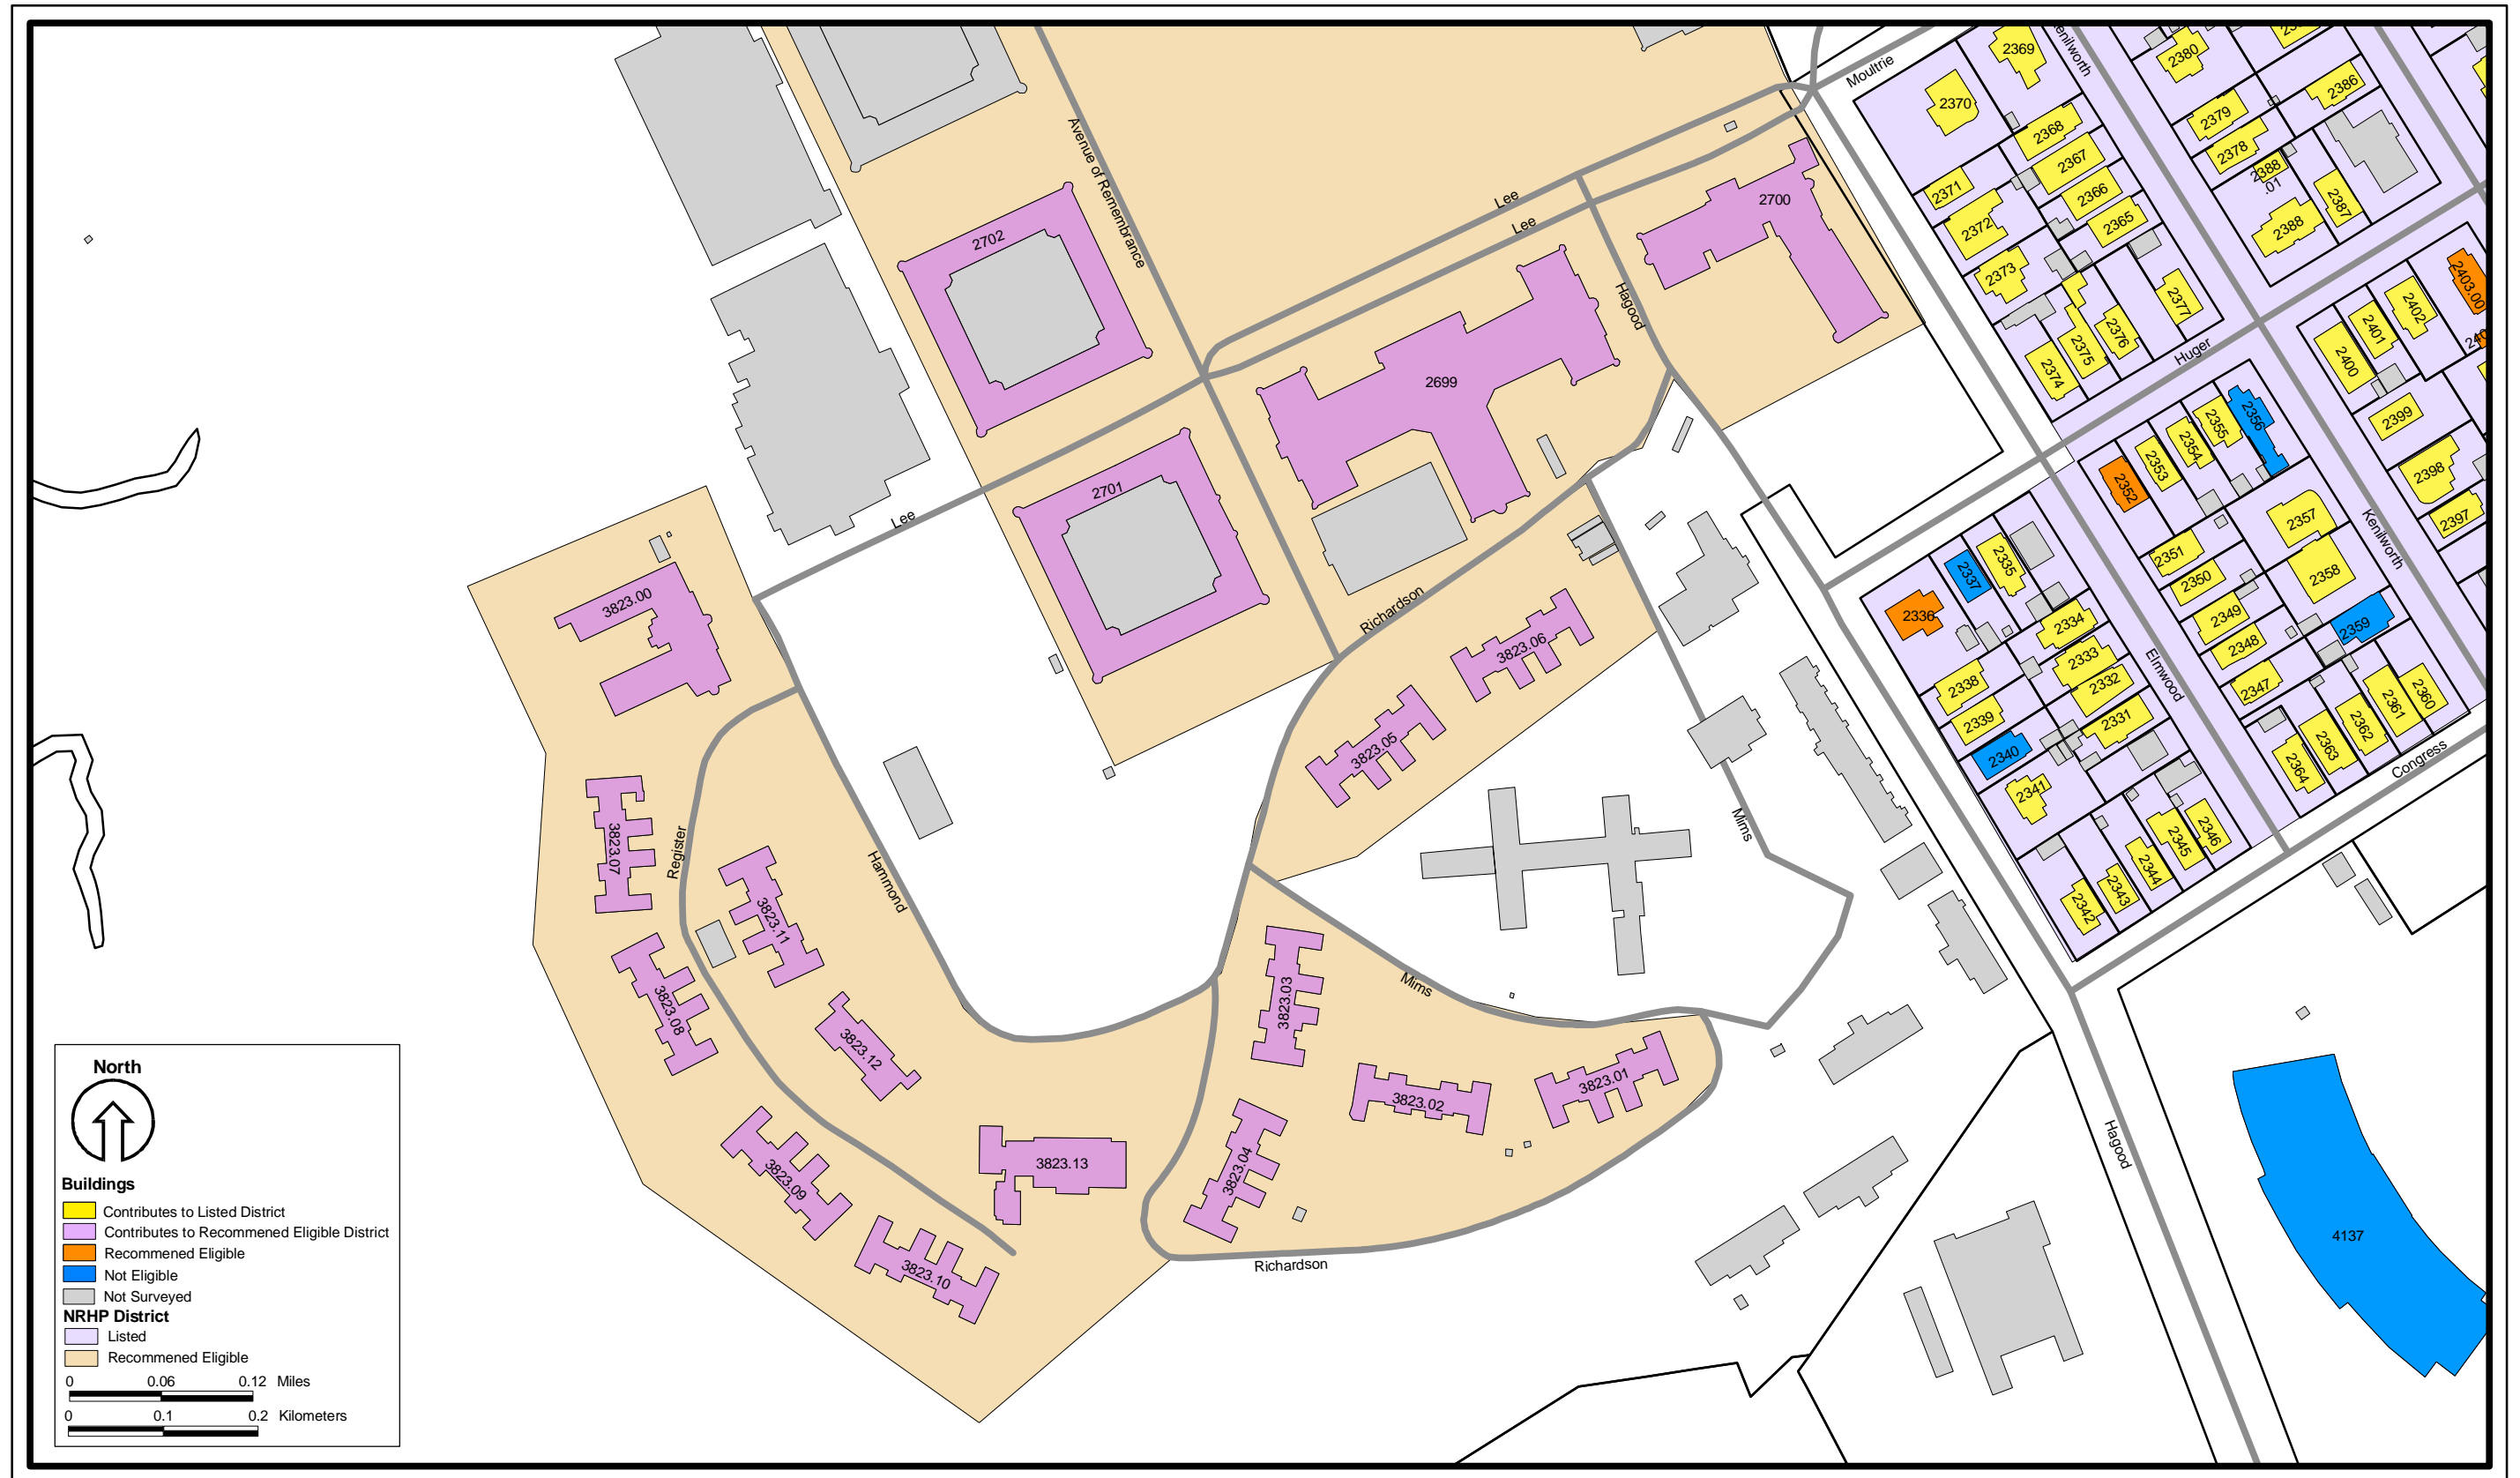 2369
2380
Moultrie
2370
2386
2379
2368
2378
2367
2388
.01
2371
2366
2387
2700
Avenue of Remembrance
Lee
Lee
2365
2372
2388
2702
2373
2403.00
2377
Hagood
2402
2401
2376
2375
2400
Huger
2374
2699
2399
2355
2356
2354
2353
2398
2352
2701
Lee
2397
2357
Kenilworth
2351
2335
2337
2350
2358
3823.00
Richardson
2336
2349
2334
2359
2348
3823.06
2333
Elmwood
2338
2332
2347
2360
2361
2339
2331
2362
3823.05
2363
2340
Congress
2364
2341
Mims
3823.07
Register
2346
2345
2344
Hammond
2343
2342
3823.11
Mims
3823.03
3823.08
3823.12
3823.01
3823.02
Hagood
3823.13
3823.04
3823.09
4137
3823.10
Richardson
North
Buildings
Contributes to Listed District
Contributes to Recommened Eligible District
Recommened Eligible
Not Eligible
Not Surveyed
NRHP District
Listed
Recommened Eligible
0 0.06 0.12 Miles
0 0.1 0.2 Kilometers